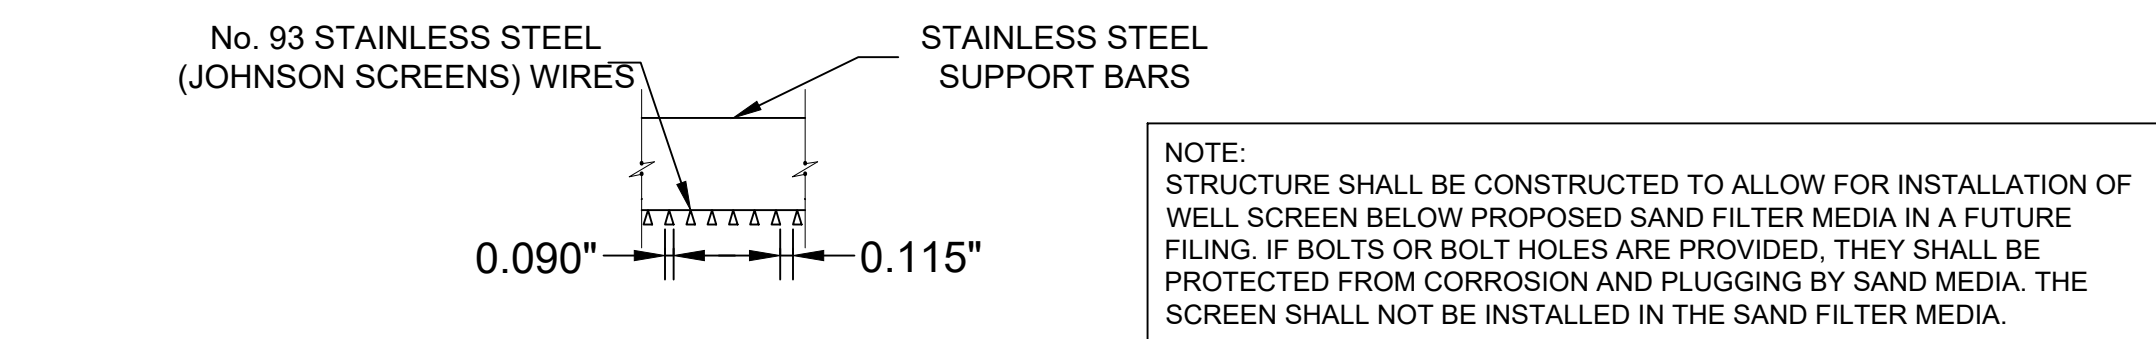 No. 93 STAINLESS STEEL
(JOHNSON SCREENS) WIRES
STAINLESS STEEL
SUPPORT BARS
0.090"
0.115"
NOTE:
STRUCTURE SHALL BE CONSTRUCTED TO ALLOW FOR INSTALLATION OF
WELL SCREEN BELOW PROPOSED SAND FILTER MEDIA IN A FUTURE
FILING. IF BOLTS OR BOLT HOLES ARE PROVIDED, THEY SHALL BE
PROTECTED FROM CORROSION AND PLUGGING BY SAND MEDIA. THE
SCREEN SHALL NOT BE INSTALLED IN THE SAND FILTER MEDIA.